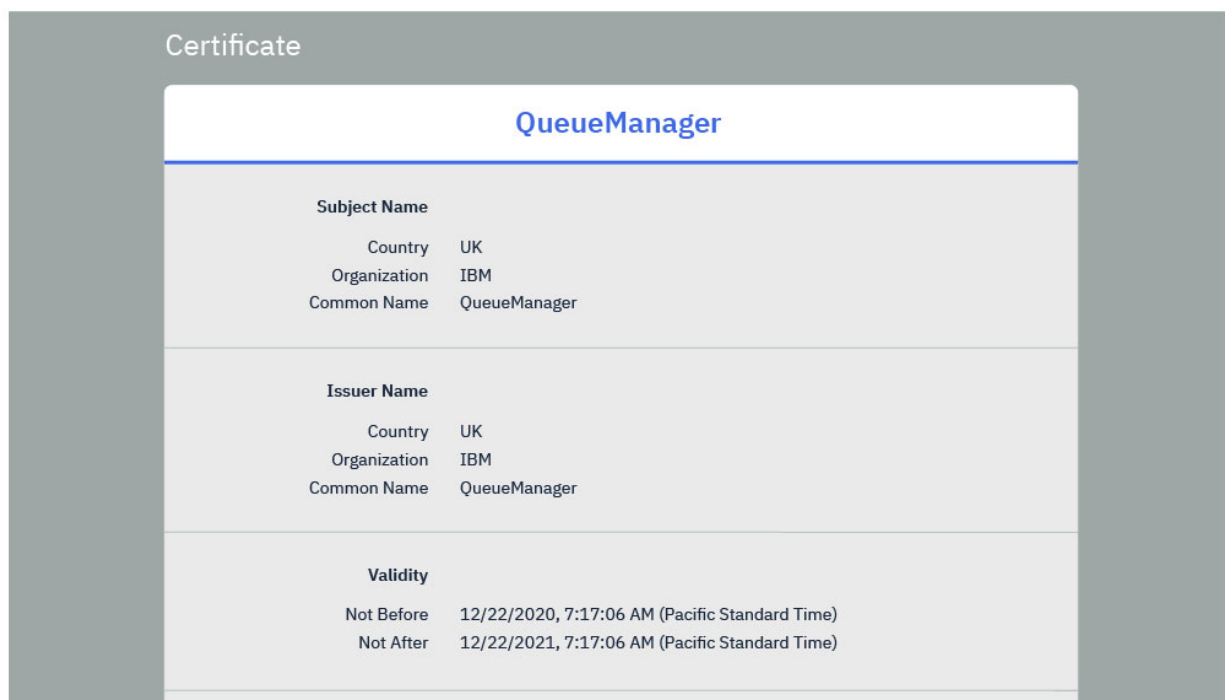 Certificate
QueueManager
Subject Name
Country UK
Organization IBM
Common Name QueueManager
Issuer Name
Country UK
Organization IBM
Common Name QueueManager
Validity
Not Before 12/22/2020, 7:17:06 AM (Pacific Standard Time)
Not After 12/22/2021, 7:17:06 AM (Pacific Standard Time)